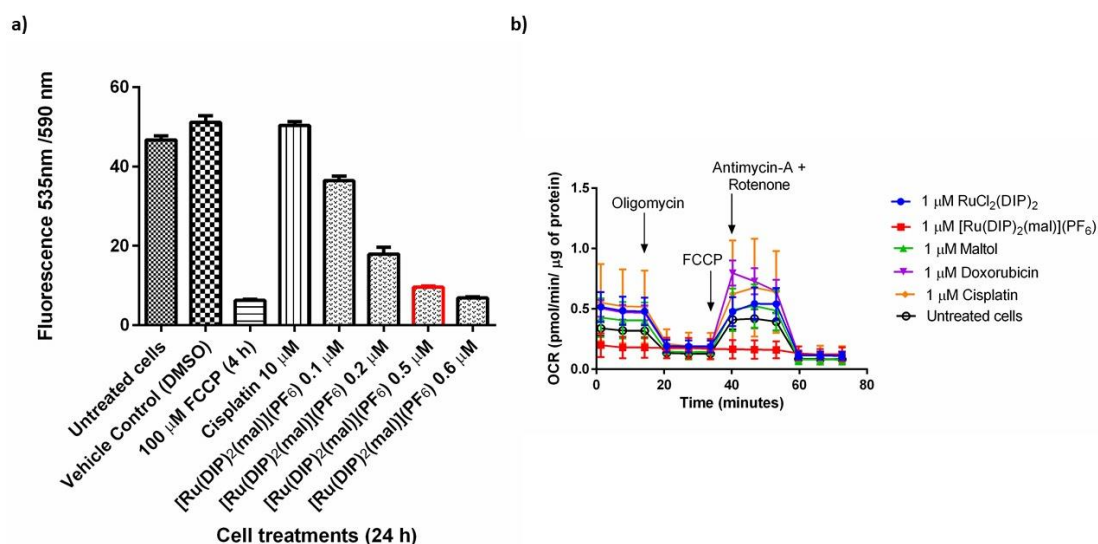 a)
Fluorescence 535nm /590 nm
60
40
20
0
Untreated cells
Vehicle Control (DMSO)
100 µM FCCP (4 h)
Cisplatin 10 µM
[Ru(DIP)2(mal)](PF6) 0.1 µM
[Ru(DIP)2(mal)](PF6) 0.2 µM
[Ru(DIP)2(mal)](PF6) 0.5 µM
[Ru(DIP)2(mal)](PF6) 0.6 µM
Cell treatments (24 h)
b)
OCR (pmol/min/ µg of protein)
1.5
1.0
0.5
0.0
0
20
40
60
80
Time (minutes)
Oligomycin
FCCP
Antimycin-A +
Rotenone
1 µM RuCl2(DIP)2
1 µM [Ru(DIP)2(mal)](PF6)
1 µM Maltol
1 µM Doxorubicin
1 µM Cisplatin
Untreated cells